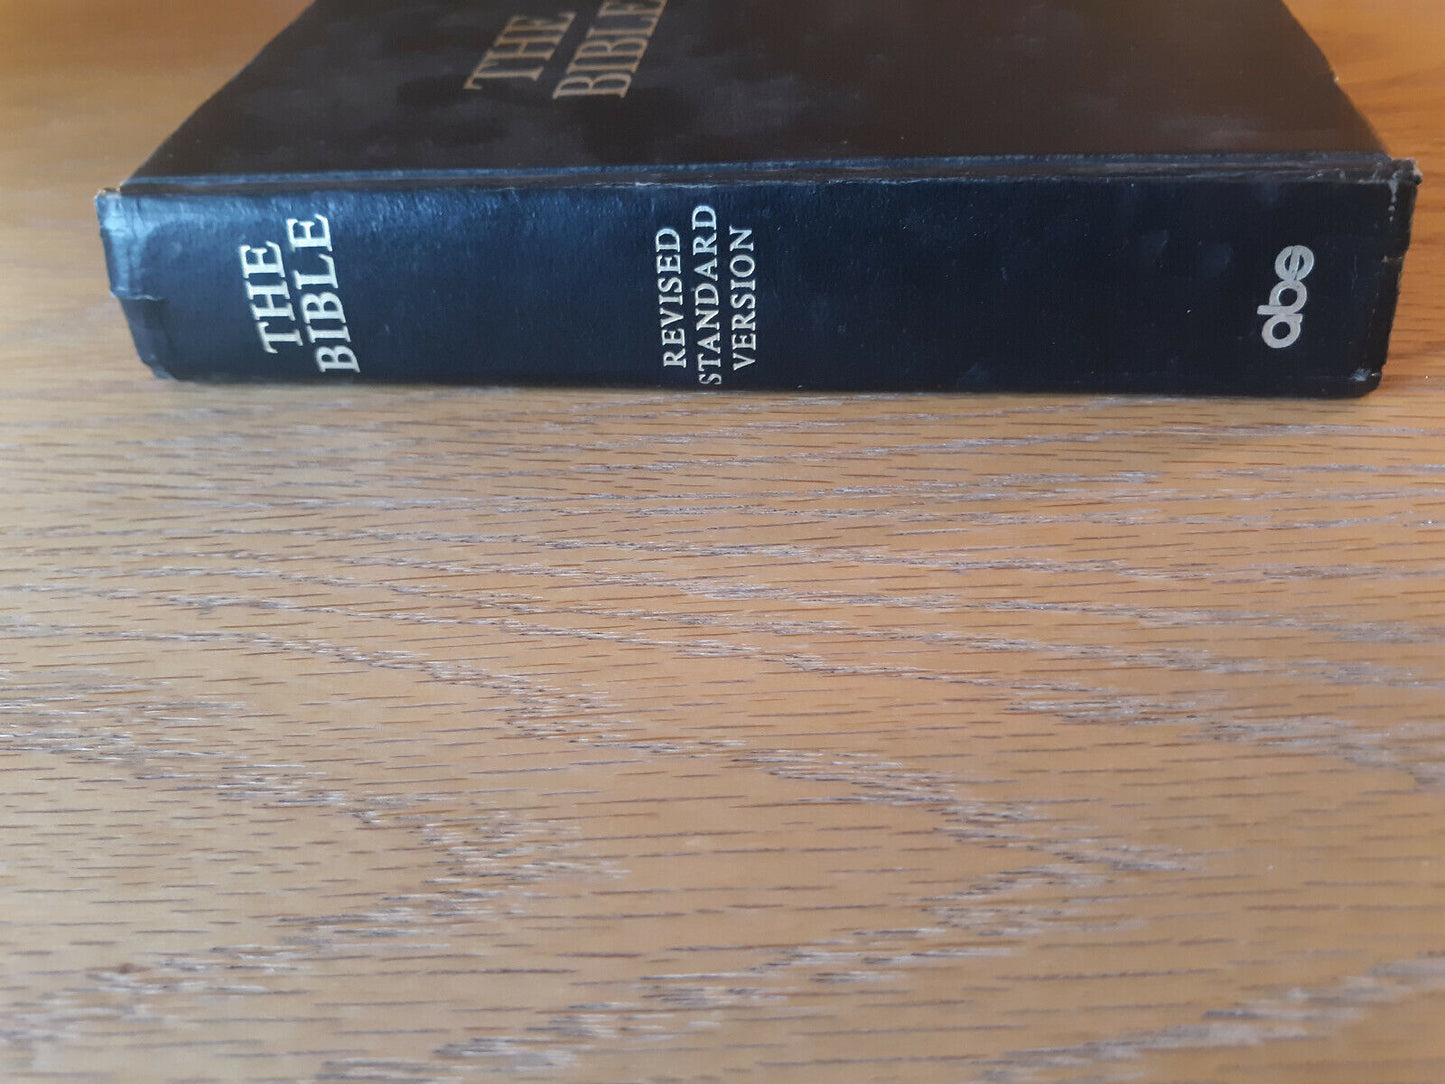 THE
BIBLE
THE
BIBLE
REVISED
STANDARD
VERSION
abs